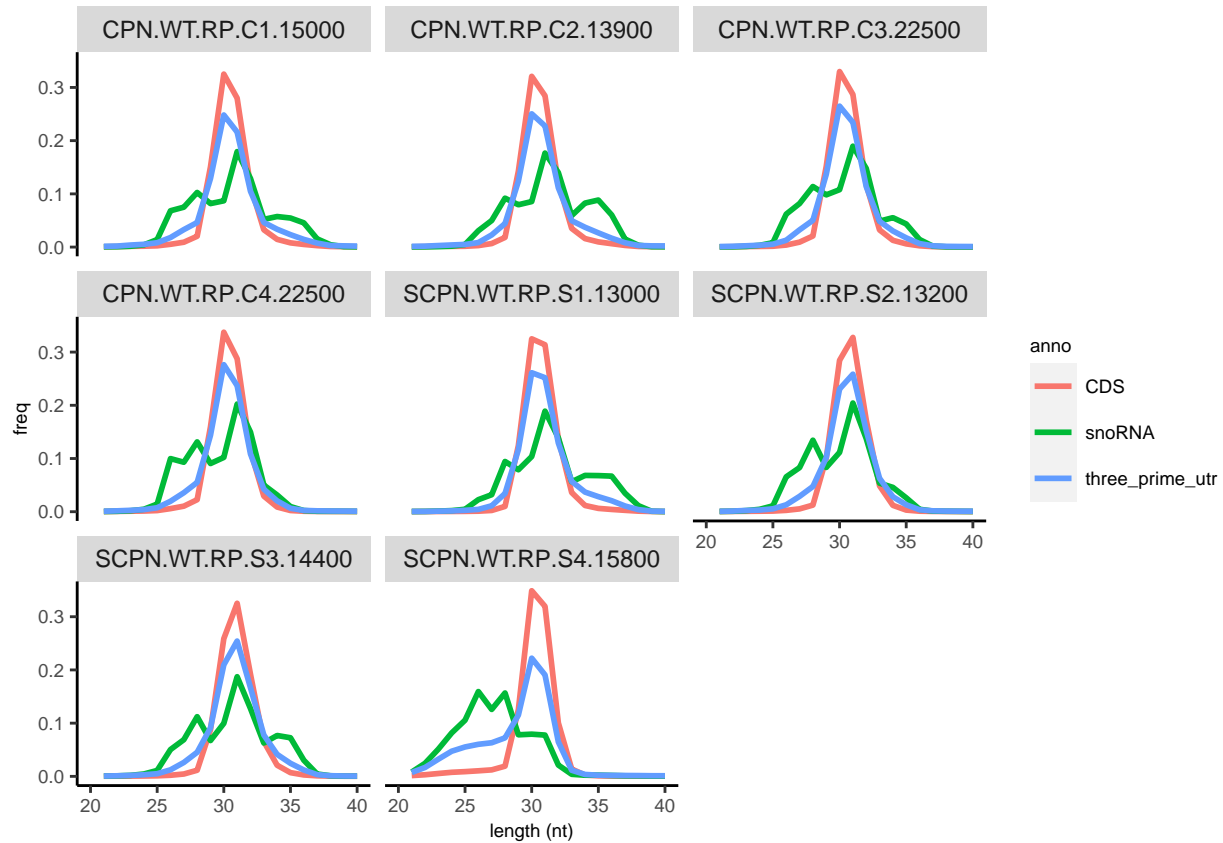 CPN.WT.RP.C1.15000 CPN.WT.RP.C2.13900 CPN.WT.RP.C3.22500
0.3
0.2
0.1
0.0
CPN.WT.RP.C4.22500 SCPN.WT.RP.S1.13000 SCPN.WT.RP.S2.13200
0.3
0.2
0.1
0.0
20 25 30 35 40
SCPN.WT.RP.S3.14400 SCPN.WT.RP.S4.15800
0.3
0.2
0.1
0.0
20 25 30 35 40 20 25 30 35 40
length (nt)
freq
anno
CDS
snoRNA
three_prime_utr